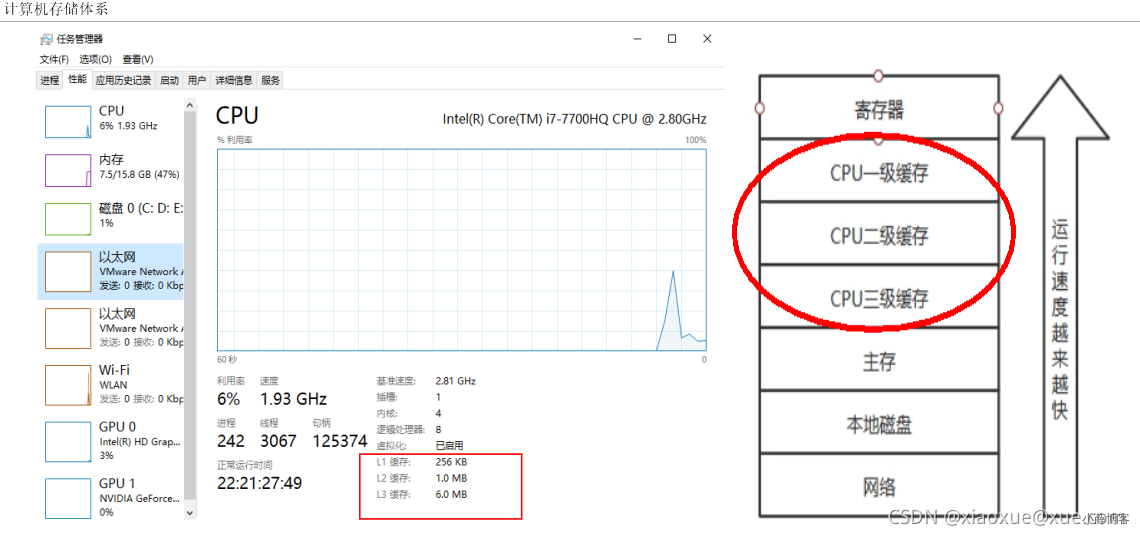 计算机存储体系
任务管理器
文件(F) 选项(O) 查看(V)
进程 性能 应用历史记录 启动 用户 详细信息 服务
CPU
6% 1.93 GHz
内存
7.5/15.8 GB (47%)
磁盘 0 (C: D: E:
1%
以太网
VMware Network A
发送: 0 接收: 0 Kbp
以太网
VMware Network A
发送: 0 接收: 0 Kbp
Wi-Fi
WLAN
发送: 0 接收: 0 Kbp
GPU 0
Intel(R) HD Grap...
3%
GPU 1
NVIDIA GeForce...
0%
CPU Intel(R) Core(TM) i7-7700HQ CPU @ 2.80GHz
% 利用率 100%
60 秒 0
利用率 速度
6% 1.93 GHz
进程 线程 句柄
242 3067 125374
正常运行时间
22:21:27:49
基准速度: 2.81 GHz
插槽: 1
内核: 4
逻辑处理器: 8
虚拟化: 已启用
L1 缓存: 256 KB
L2 缓存: 1.0 MB
L3 缓存: 6.0 MB
寄存器
CPU一级缓存
CPU二级缓存
CPU三级缓存
主存
本地磁盘
网络
运行速度越来越快
CSDN @xiaoxue@xue